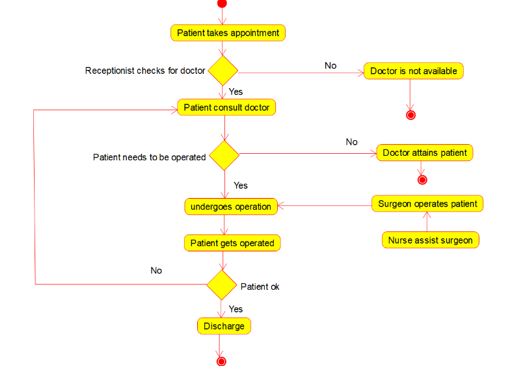 Patient takes appointment
Receptionist checks for doctor
No
Doctor is not available
Yes
Patient consult doctor
No
Patient needs to be operated
Doctor attains patient
Yes
undergoes operation
Surgeon operates patient
Patient gets operated
Nurse assist surgeon
No
Patient ok
Yes
Discharge